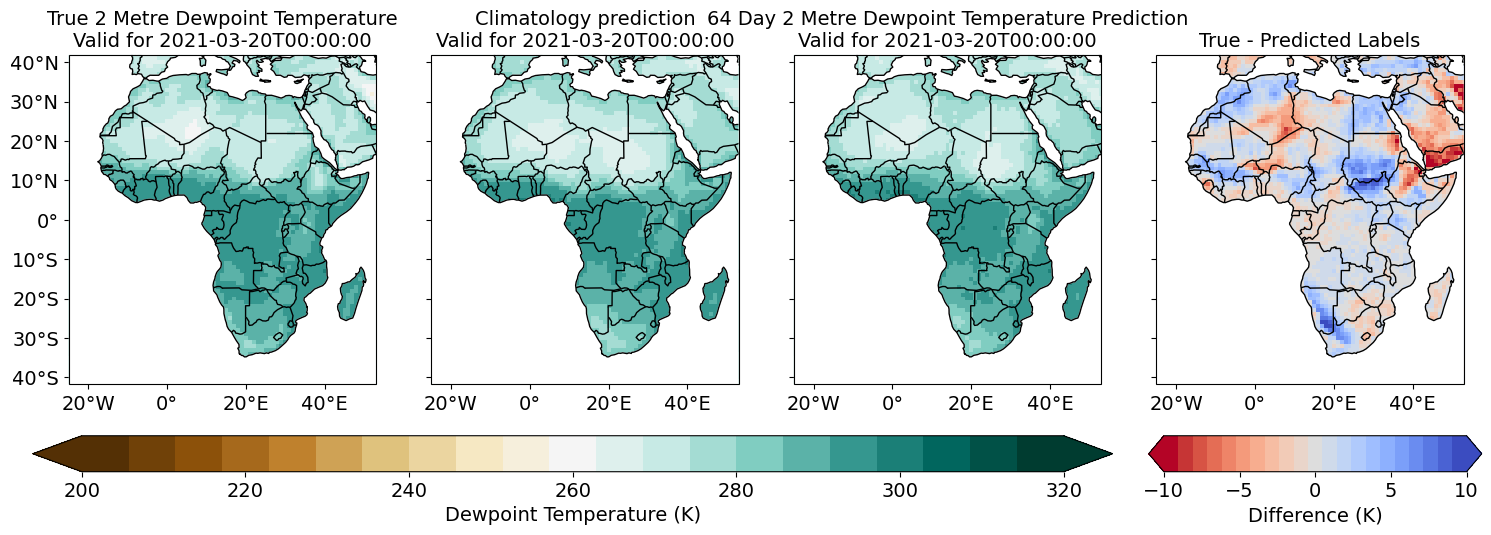 True 2 Metre Dewpoint Temperature
Valid for 2021-03-20T00:00:00
Climatology prediction  64 Day 2 Metre Dewpoint Temperature Prediction
Valid for 2021-03-20T00:00:00
Valid for 2021-03-20T00:00:00
True - Predicted Labels
40°N
30°N
20°N
10°N
0°
10°S
20°S
30°S
40°S
20°W 0° 20°E 40°E
20°W 0° 20°E 40°E
20°W 0° 20°E 40°E
20°W 0° 20°E 40°E
200 220 240 260 280 300 320
Dewpoint Temperature (K)
−10 −5 0 5 10
Difference (K)